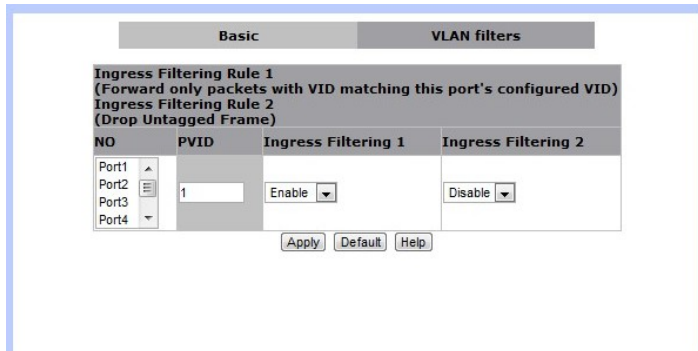 Basic VLAN filters
Ingress Filtering Rule 1
(Forward only packets with VID matching this port's configured VID)
Ingress Filtering Rule 2
(Drop Untagged Frame)
NO PVID Ingress Filtering 1 Ingress Filtering 2
Port1
Port2
Port3
Port4
1 Enable Disable
Apply Default Help